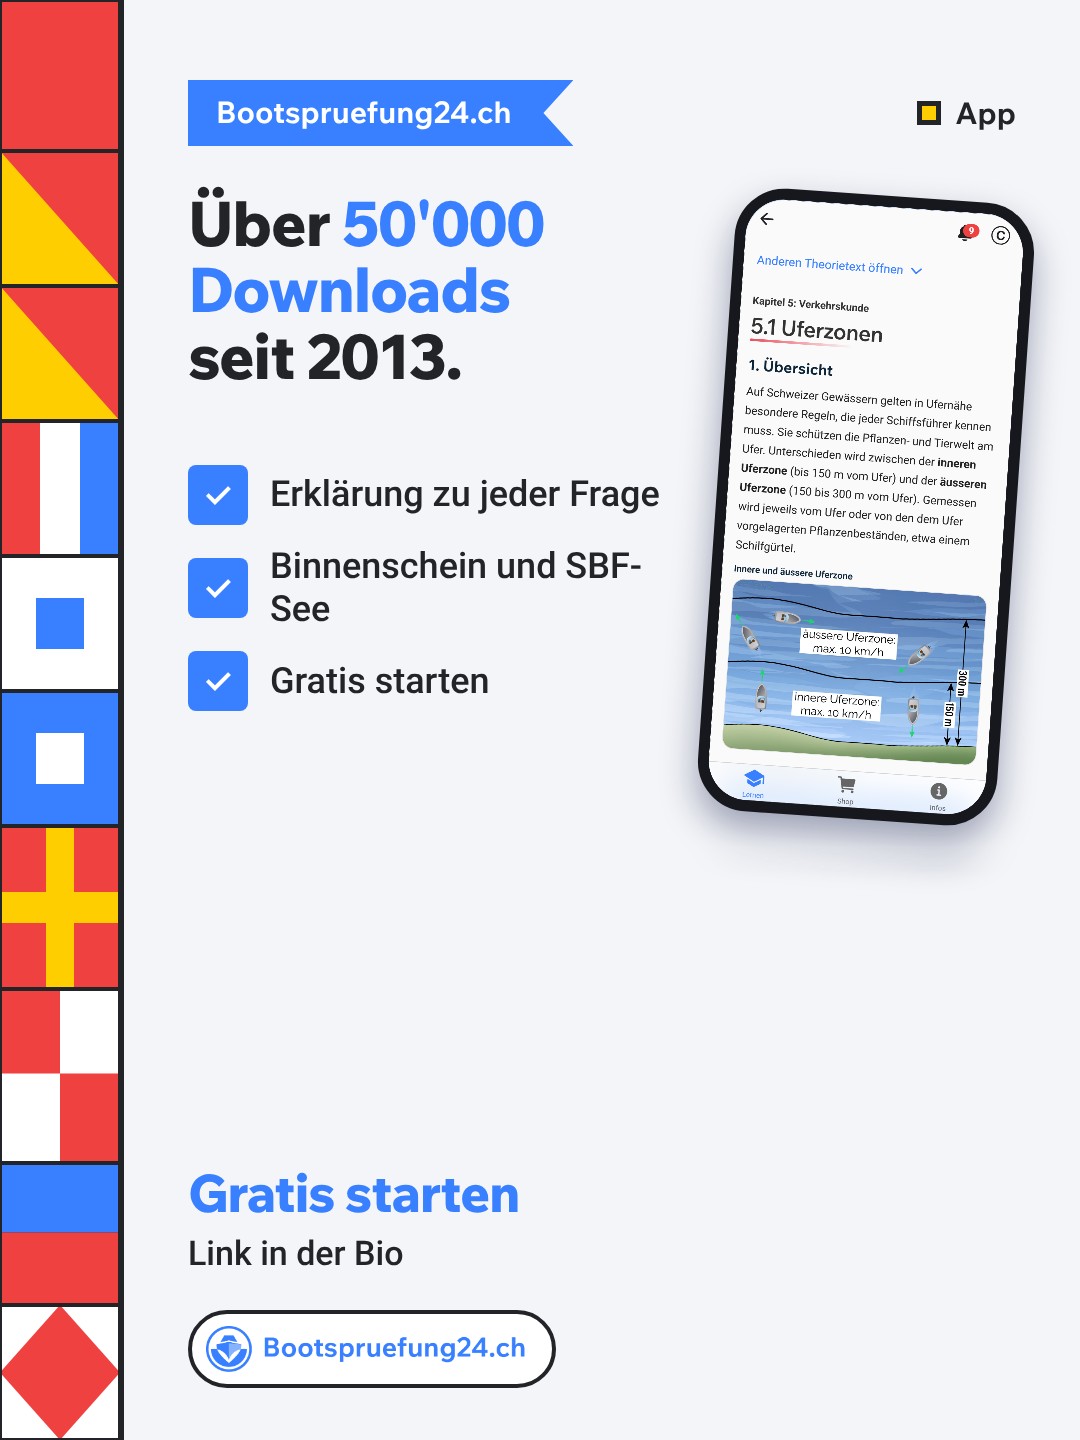 Bootspruefung24.ch
App
Über 50'000
Downloads
seit 2013.
Erklärung zu jeder Frage
Binnenschein und SBF-
See
Gratis starten
9
C
Anderen Theorietext öffnen
Kapitel 5: Verkehrskunde
5.1 Uferzonen
1. Übersicht
Auf Schweizer Gewässern gelten in Ufernähe
besondere Regeln, die jeder Schiffsführer kennen
muss. Sie schützen die Pflanzen- und Tierwelt am
Ufer. Unterschieden wird zwischen der inneren
Uferzone (bis 150 m vom Ufer) und der äusseren
Uferzone (150 bis 300 m vom Ufer). Gemessen
wird jeweils vom Ufer oder von den dem Ufer
vorgelagerten Pflanzenbeständen, etwa einem
Schilfgürtel.
Innere und äussere Uferzone
äussere Uferzone:
max. 10 km/h
300 m
innere Uferzone:
max. 10 km/h
150 m
Lernen
Shop
Infos
Gratis starten
Link in der Bio
Bootspruefung24.ch